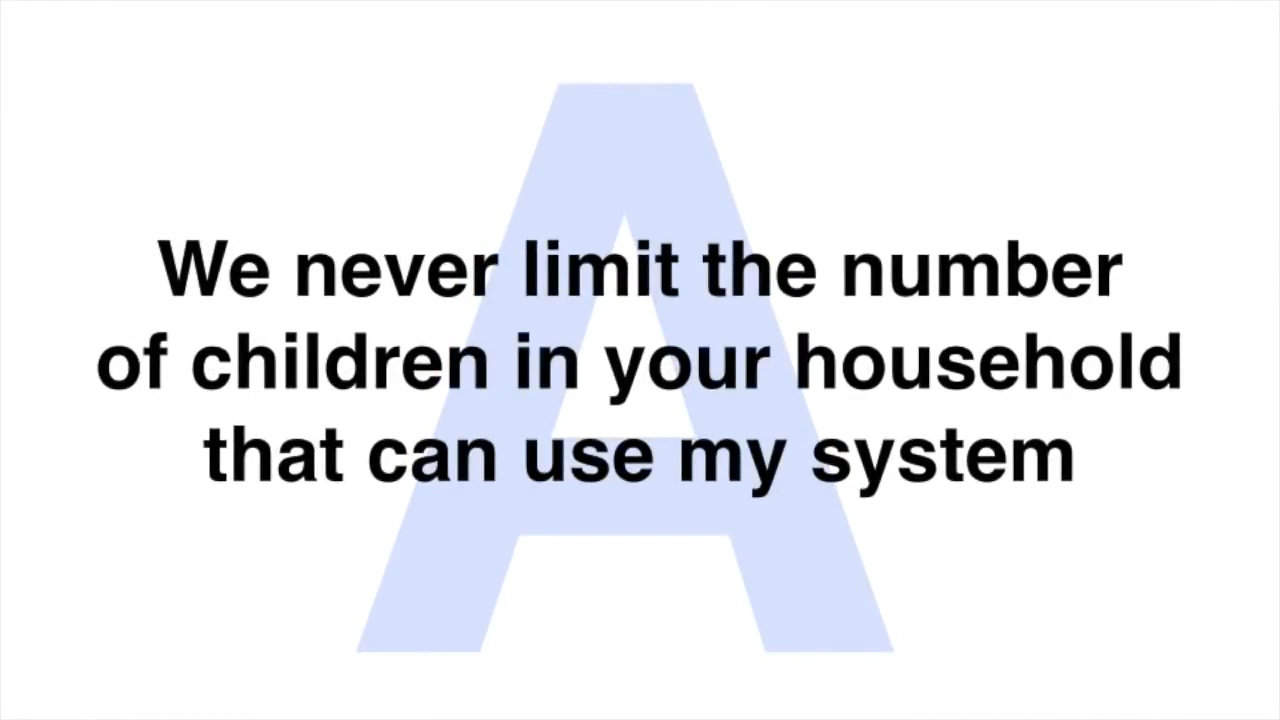 We never limit the number
of children in your household
that can use my system
A